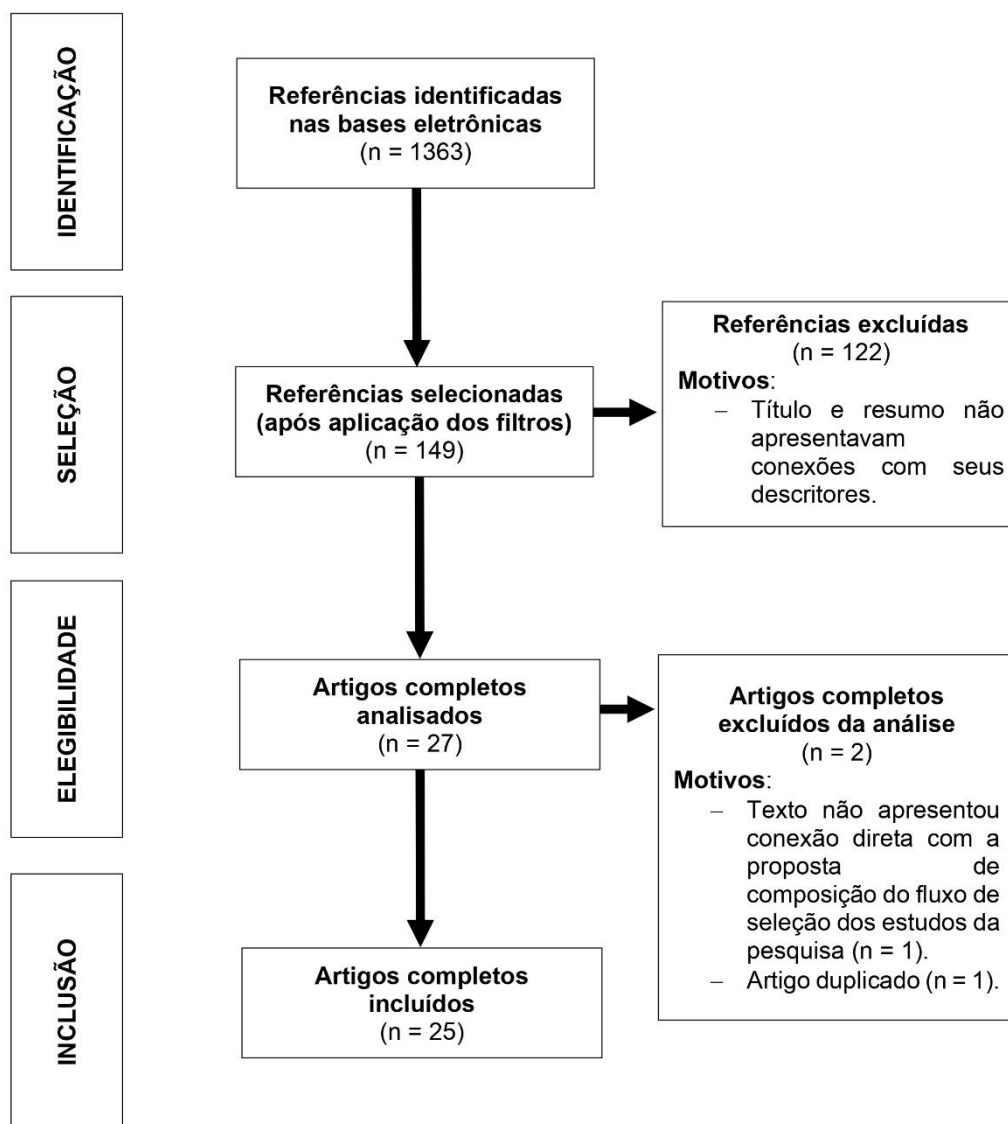 IDENTIFICAÇÃO
Referências identificadas
nas bases eletrônicas
(n = 1363)
SELEÇÃO
Referências selecionadas
(após aplicação dos filtros)
(n = 149)
Referências excluídas
(n = 122)
Motivos:
– Título e resumo não
apresentavam
conexões com seus
descritores.
ELEGIBILIDADE
Artigos completos
analisados
(n = 27)
Artigos completos
excluídos da análise
(n = 2)
Motivos:
– Texto não apresentou
conexão direta com a
proposta de
composição do fluxo de
seleção dos estudos da
pesquisa (n = 1).
– Artigo duplicado (n = 1).
INCLUSÃO
Artigos completos
incluídos
(n = 25)